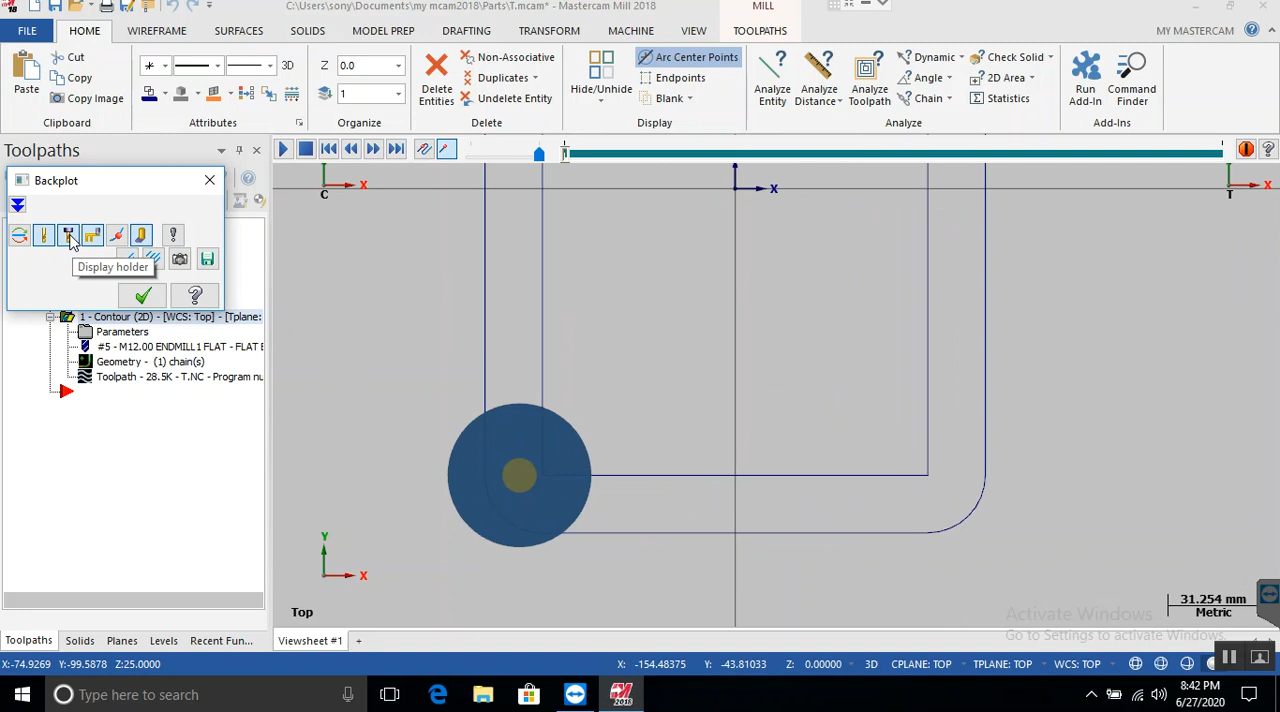 C:\Users\sony\Documents\my mcam2018\Parts\T.mcam* - Mastercam Mill 2018
MILL
FILE HOME WIREFRAME SURFACES SOLIDS MODEL PREP DRAFTING TRANSFORM MACHINE VIEW TOOLPATHS MY MASTERCAM
Paste
Cut
Copy
Copy Image
3D
Z 0.0
1
Delete
Entities
Non-Associative
Duplicates
Undelete Entity
Hide/Unhide
Arc Center Points
Endpoints
Blank
Analyze
Entity
Analyze
Distance
Analyze
Toolpath
Dynamic
Angle
Chain
Check Solid
2D Area
Statistics
Run
Add-In
Command
Finder
Clipboard Attributes Organize Delete Display Analyze Add-Ins
Toolpaths
Backplot
Display holder
1 - Contour (2D) - [WCS: Top] - [Tplane:
Parameters
#5 - M12.00 ENDMILL1 FLAT - FLAT E
Geometry - (1) chain(s)
Toolpath - 28.5K - T.NC - Program nu
X
C
X
X
T
Y
X
Top
31.254 mm
Metric
Activate Windows
Go to Settings to activate Windows.
Toolpaths Solids Planes Levels Recent Fun... Viewsheet #1 +
X:-74.9269 Y:-99.5878 Z:25.0000 X: -154.48375 Y: -43.81033 Z: 0.00000 3D CPLANE: TOP TPLANE: TOP WCS: TOP
Type here to search
2018
8:42 PM
6/27/2020